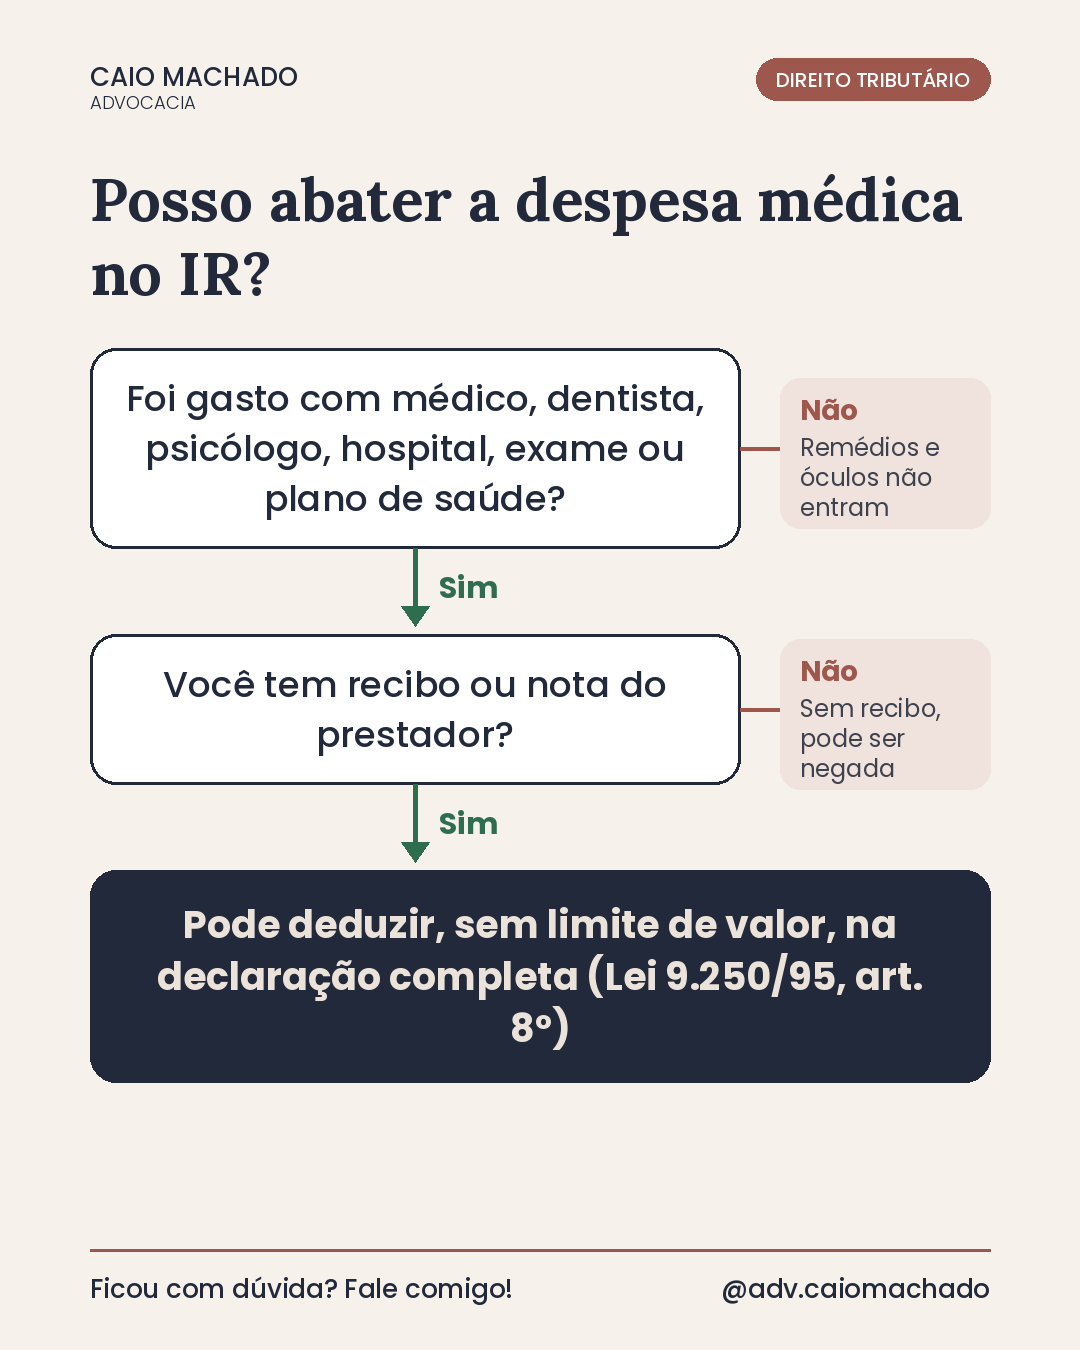 CAIO MACHADO
ADVOCACIA
DIREITO TRIBUTÁRIO
Posso abater a despesa médica
no IR?
Foi gasto com médico, dentista,
psicólogo, hospital, exame ou
plano de saúde?
Não
Remédios e
óculos não
entram
Sim
Você tem recibo ou nota do
prestador?
Não
Sem recibo,
pode ser
negada
Sim
Pode deduzir, sem limite de valor, na
declaração completa (Lei 9.250/95, art.
8º)
Ficou com dúvida? Fale comigo!
@adv.caiomachado